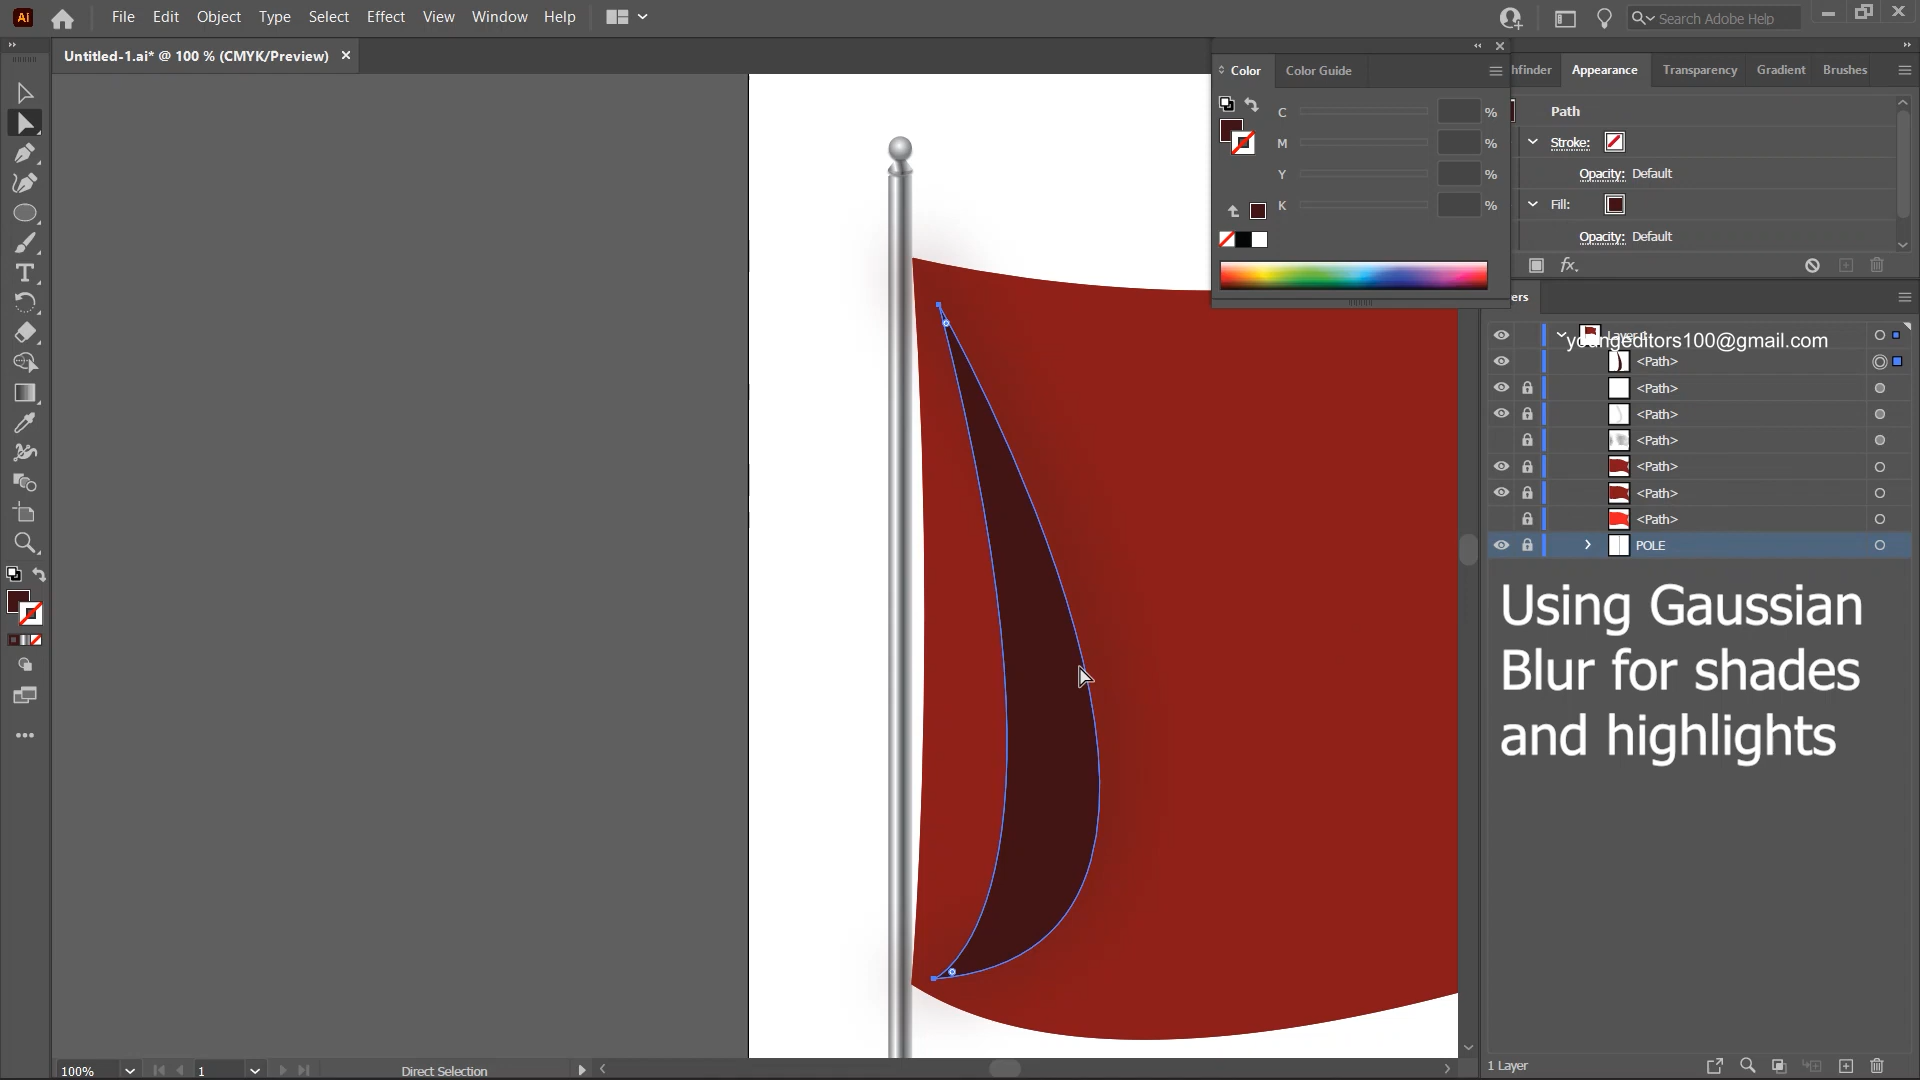 Ai File Edit Object Type Select Effect View Window Help Search Adobe Help
Untitled-1.ai* @ 100 % (CMYK/Preview)
Color Color Guide
hfinder Appearance Transparency Gradient Brushes
C %
M %
Y %
K %
Path
Stroke:
Opacity: Default
Fill:
Opacity: Default
fx
ers
Layer
youngeditors100@gmail.com
<Path>
<Path>
<Path>
<Path>
<Path>
<Path>
<Path>
POLE
Using Gaussian
Blur for shades
and highlights
100% 1 Direct Selection
1 Layer